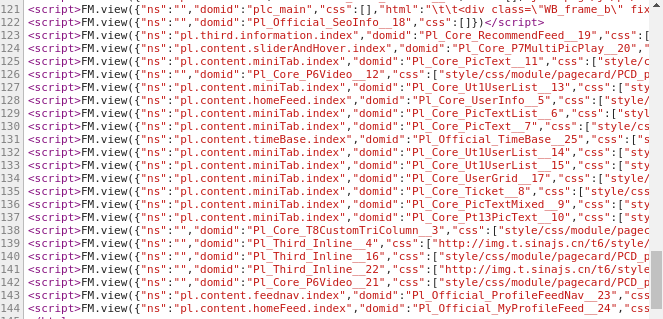 121 <script>FM.view({"ns":"","domid":"plc_main","css":[],"html":"\t\t<div class=\"WB_frame_b\" fix
122 <script>FM.view({"ns":"","domid":"Pl_Official_SeoInfo__18","css":[]})</script>
123 <script>FM.view({"ns":"pl.third.information.index","domid":"Pl_Core_RecommendFeed__19","css":[
124 <script>FM.view({"ns":"pl.content.sliderAndHover.index","domid":"Pl_Core_P7MultiPicPlay__20","
125 <script>FM.view({"ns":"pl.content.miniTab.index","domid":"Pl_Core_PicText__11","css":["style/c
126 <script>FM.view({"ns":"","domid":"Pl_Core_P6Video__12","css":["style/css/module/pagecard/PCD_p
127 <script>FM.view({"ns":"pl.content.miniTab.index","domid":"Pl_Core_Ut1UserList__13","css":["sty
128 <script>FM.view({"ns":"pl.content.homeFeed.index","domid":"Pl_Core_UserInfo__5","css":["style/
129 <script>FM.view({"ns":"pl.content.miniTab.index","domid":"Pl_Core_PicTextList__6","css":["styl
130 <script>FM.view({"ns":"pl.content.miniTab.index","domid":"Pl_Core_PicText__7","css":["style/cs
131 <script>FM.view({"ns":"pl.content.timeBase.index","domid":"Pl_Official_TimeBase__25","css":["s
132 <script>FM.view({"ns":"pl.content.miniTab.index","domid":"Pl_Core_Ut1UserList__14","css":["sty
133 <script>FM.view({"ns":"pl.content.miniTab.index","domid":"Pl_Core_Ut1UserList__15","css":["sty
134 <script>FM.view({"ns":"pl.content.miniTab.index","domid":"Pl_Core_UserGrid__17","css":["style/
135 <script>FM.view({"ns":"pl.content.miniTab.index","domid":"Pl_Core_Ticket__8","css":["style/css
136 <script>FM.view({"ns":"pl.content.miniTab.index","domid":"Pl_Core_PicTextMixed__9","css":["sty
137 <script>FM.view({"ns":"pl.content.miniTab.index","domid":"Pl_Core_Pt13PicText__10","css":["sty
138 <script>FM.view({"ns":"","domid":"Pl_Core_T8CustomTriColumn__3","css":["style/css/module/pagec
139 <script>FM.view({"ns":"","domid":"Pl_Third_Inline__4","css":["http://img.t.sinajs.cn/t6/style/
140 <script>FM.view({"ns":"","domid":"Pl_Third_Inline__16","css":["style/css/module/pagecard/PCD_p
141 <script>FM.view({"ns":"","domid":"Pl_Third_Inline__22","css":["http://img.t.sinajs.cn/t6/style
142 <script>FM.view({"ns":"","domid":"Pl_Core_P6Video__21","css":["style/css/module/pagecard/PCD_p
143 <script>FM.view({"ns":"pl.content.feednav.index","domid":"Pl_Official_ProfileFeedNav__23","css
144 <script>FM.view({"ns":"pl.content.homeFeed.index","domid":"Pl_Official_MyProfileFeed__24","css